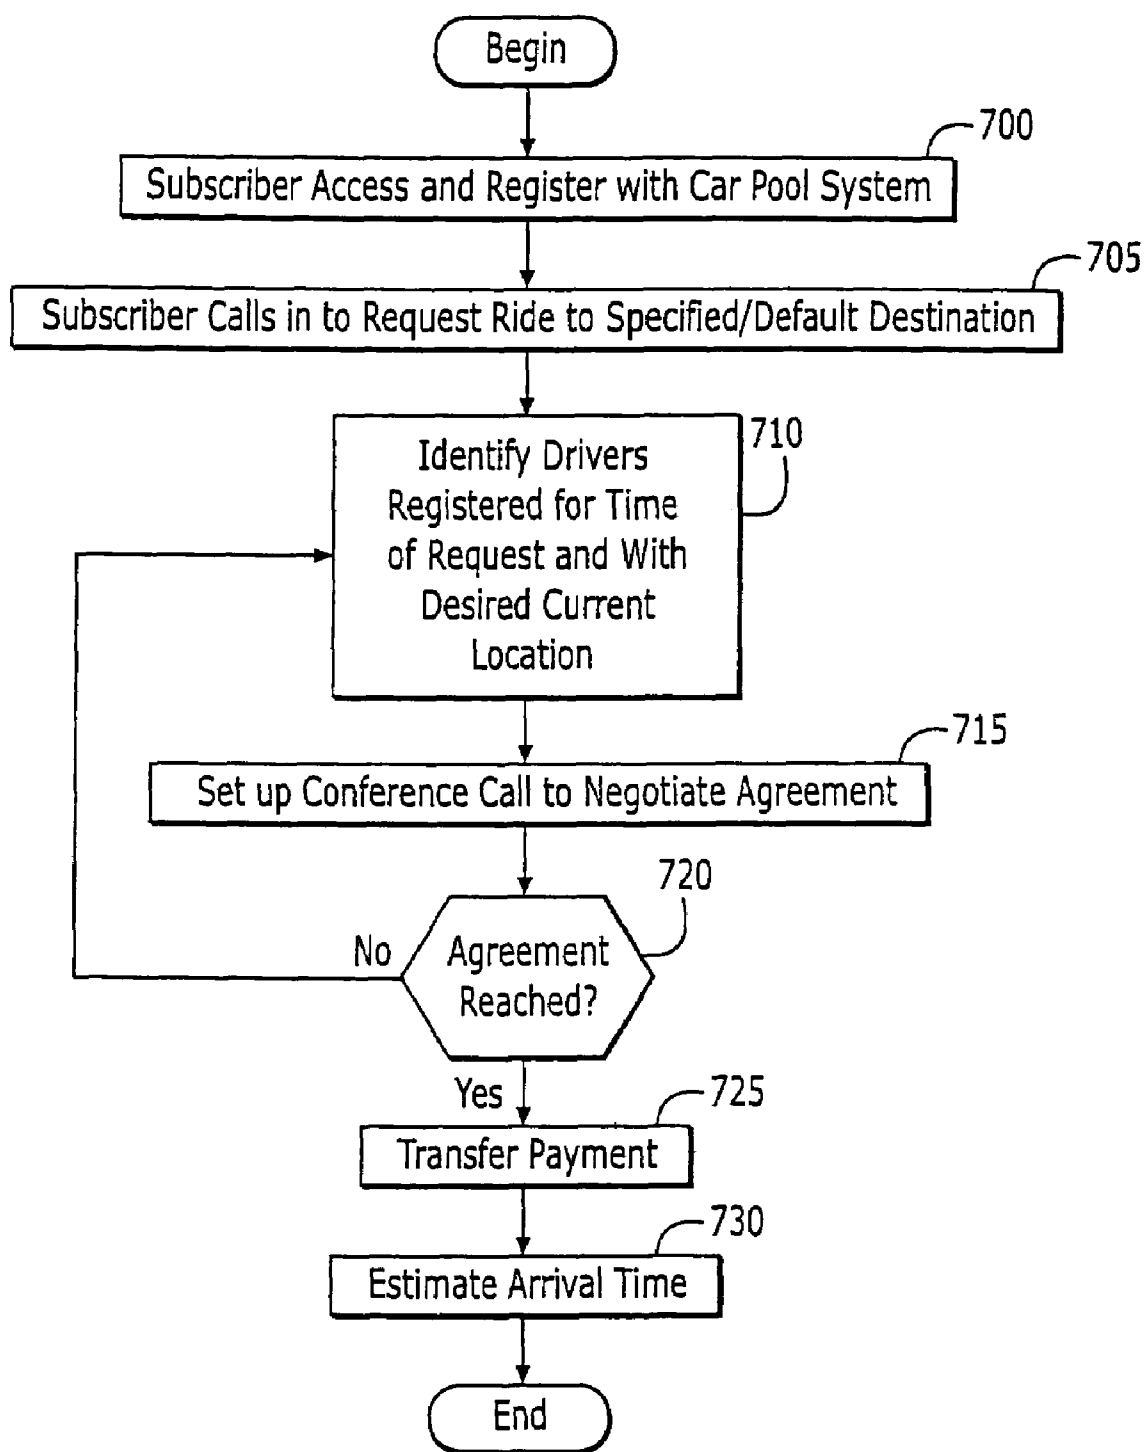 Begin
700
Subscriber Access and Register with Car Pool System
705
Subscriber Calls in to Request Ride to Specified/Default Destination
710
Identify Drivers
Registered for Time
of Request and With
Desired Current
Location
715
Set up Conference Call to Negotiate Agreement
720
No
Agreement
Reached?
Yes
725
Transfer Payment
730
Estimate Arrival Time
End